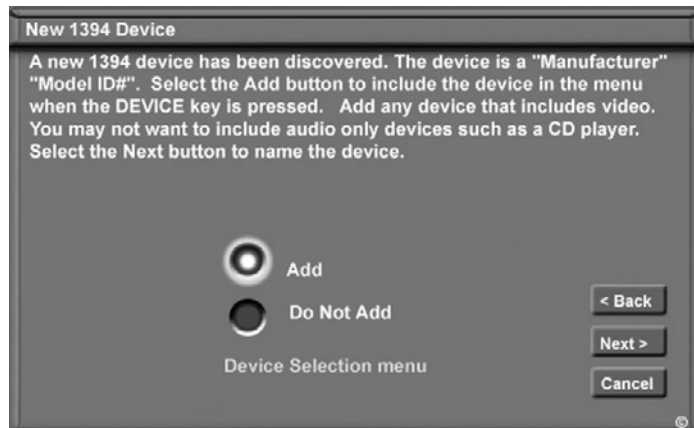 New 1394 Device
A new 1394 device has been discovered. The device is a "Manufacturer"
"Model ID#".  Select the Add button to include the device in the menu
when the DEVICE key is pressed.   Add any device that includes video.
You may not want to include audio only devices such as a CD player.
Select the Next button to name the device.
Add
Do Not Add
Device Selection menu
< Back
Next >
Cancel
©